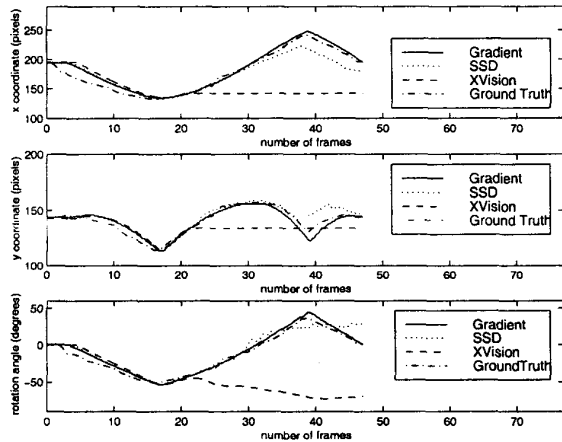 x coordinate (pixels)
250
200
150
100
0 10 20 30 40 50 60 70
number of frames
Gradient
SSD
XVision
Ground Truth
y coordinate (pixels)
200
150
100
0 10 20 30 40 50 60 70
number of frames
Gradient
SSD
XVision
Ground Truth
rotation angle (degrees)
50
0
-50
0 10 20 30 40 50 60 70
number of frames
Gradient
SSD
XVision
GroundTruth